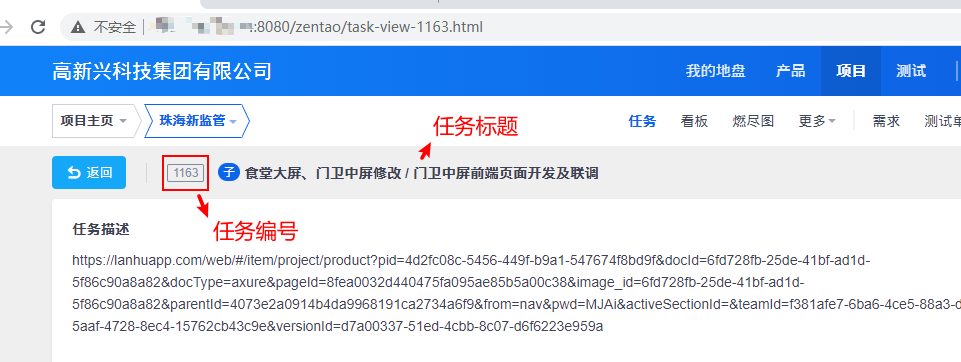 不安全 :8080/zentao/task-view-1163.html
高新兴科技集团有限公司 我的地盘 产品 项目 测试
项目主页 珠海新监管 任务 看板 燃尽图 更多 需求 测试单
任务标题
返回 1163 子 食堂大屏、门卫中屏修改 / 门卫中屏前端页面开发及联调
任务编号
任务描述
https://lanhuapp.com/web/#/item/project/product?pid=4d2fc08c-5456-449f-b9a1-547674f8bd9f&docId=6fd728fb-25de-41bf-ad1d-
5f86c90a8a82&docType=axure&pageId=8fea0032d440475fa095ae85b5a00c38&image_id=6fd728fb-25de-41bf-ad1d-
5f86c90a8a82&parentId=4073e2a0914b4da9968191ca2734a6f9&from=nav&pwd=MJAi&activeSectionId=&teamId=f381afe7-6ba6-4ce5-88a3-d
5aaf-4728-8ec4-15762cb43c9e&versionId=d7a00337-51ed-4cbb-8c07-d6f6223e959a